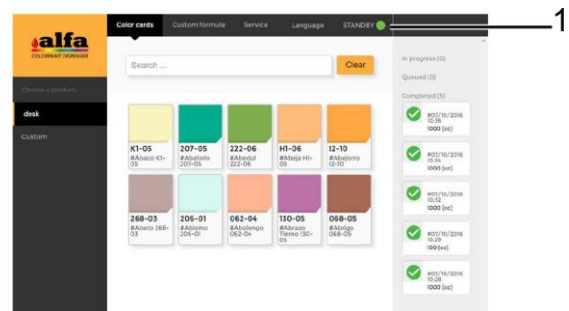 Color cards Custom formula Service Language STANDBY
1
alfa
COLORANT DISPENSER
Search ...
Clear
Choose a product
desk
Custom
K1-05
#Abaco K1-
05
207-05
#Abalorio
207-05
222-06
#Abedul
222-06
H1-06
#Abeja H1-
06
I2-10
#Abejorro
I2-10
268-03
#Abeto 268-
03
206-01
#Abismo
206-01
062-04
#Abolengo
062-04
130-05
#Abrazo
Tierno 130-
05
068-05
#Abrigo
068-05
In progress (0)
Queued (0)
Completed (5)
#07/10/2016
10:36
1000 [cc]
#07/10/2016
10:34
1000 [cc]
#07/10/2016
10:32
1000 [cc]
#07/10/2016
10:29
100 [cc]
#07/10/2016
10:28
1000 [cc]